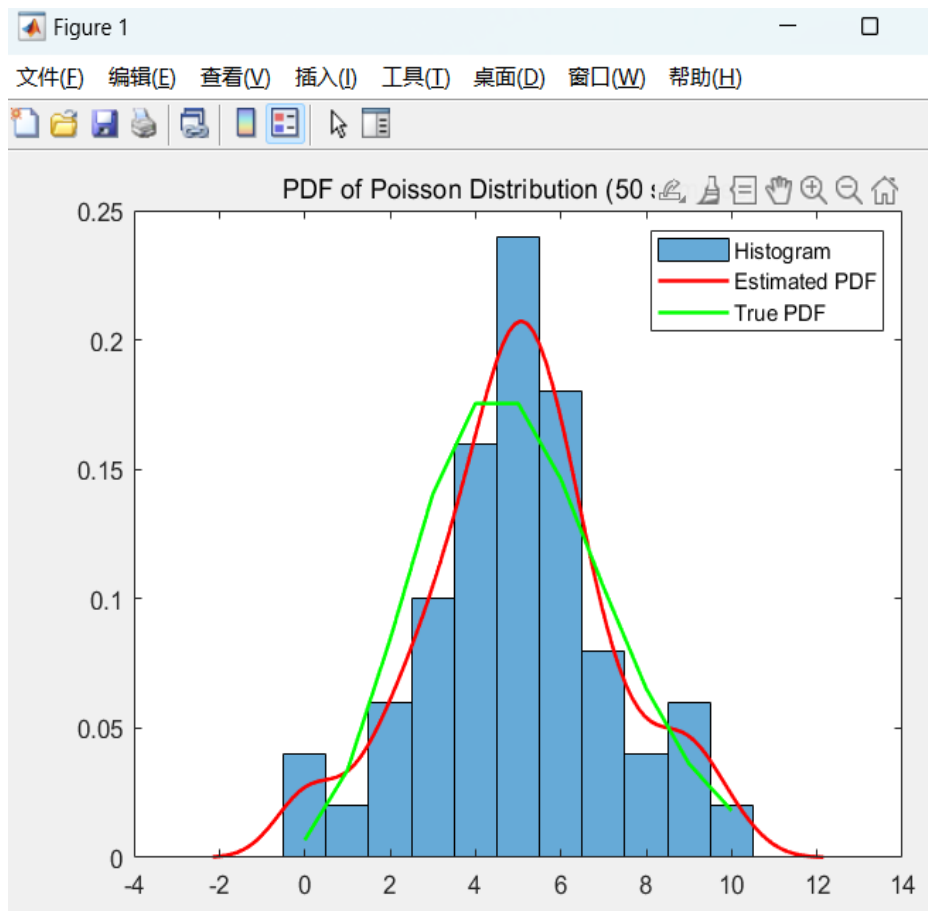 Figure 1
文件(F) 编辑(E) 查看(V) 插入(I) 工具(T) 桌面(D) 窗口(W) 帮助(H)
PDF of Poisson Distribution (50
0.25
0.2
0.15
0.1
0.05
0
Histogram
Estimated PDF
True PDF
-4 -2 0 2 4 6 8 10 12 14